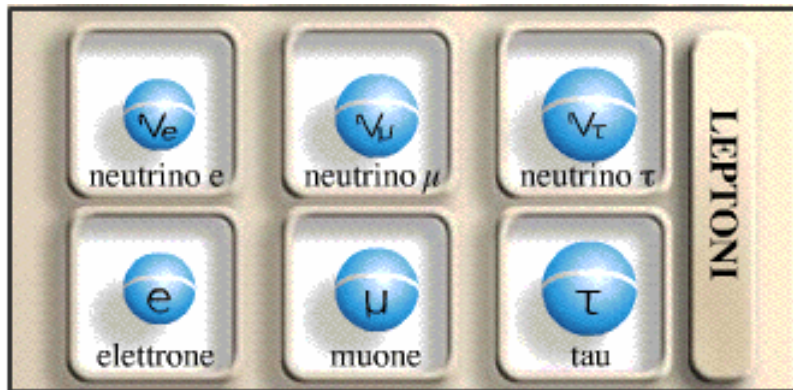 νe
νμ
ντ
neutrino e
neutrino μ
neutrino τ
e
μ
τ
elettrone
muone
tau
LEPTONI